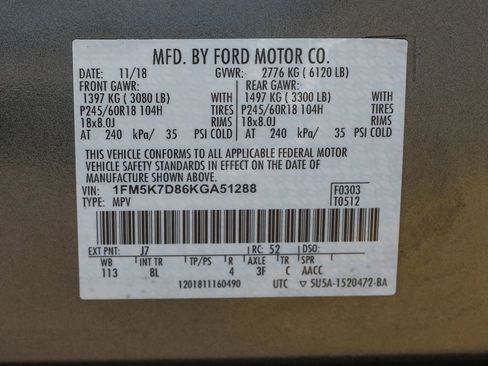 MFD. BY FORD MOTOR CO.
DATE: 11/18 GVWR: 2776 KG (6120 LB)
FRONT GAWR: REAR GAWR:
1397 KG (3080 LB) WITH 1497 KG (3300 LB) WITH
P245/60R18 104H TIRES P245/60R18 104H TIRES
18x8.0J RIMS 18x8.0J RIMS
AT 240 kPa/ 35 PSI COLD AT 240 kPa/ 35 PSI COLD
THIS VEHICLE CONFORMS TO ALL APPLICABLE FEDERAL MOTOR
VEHICLE SAFETY STANDARDS IN EFFECT ON THE DATE OF
MANUFACTURE SHOWN ABOVE.
VIN: 1FM5K7D86KGA51288 F0303
TYPE: MPV T0512
EXT PNT: J7 RC: 52 DSO:
WB INT TR TP/PS R AXLE TR SPR
113 8L 4 3F C AACC
1201811160490 UTC ▽ 5U5A-1520472-BA